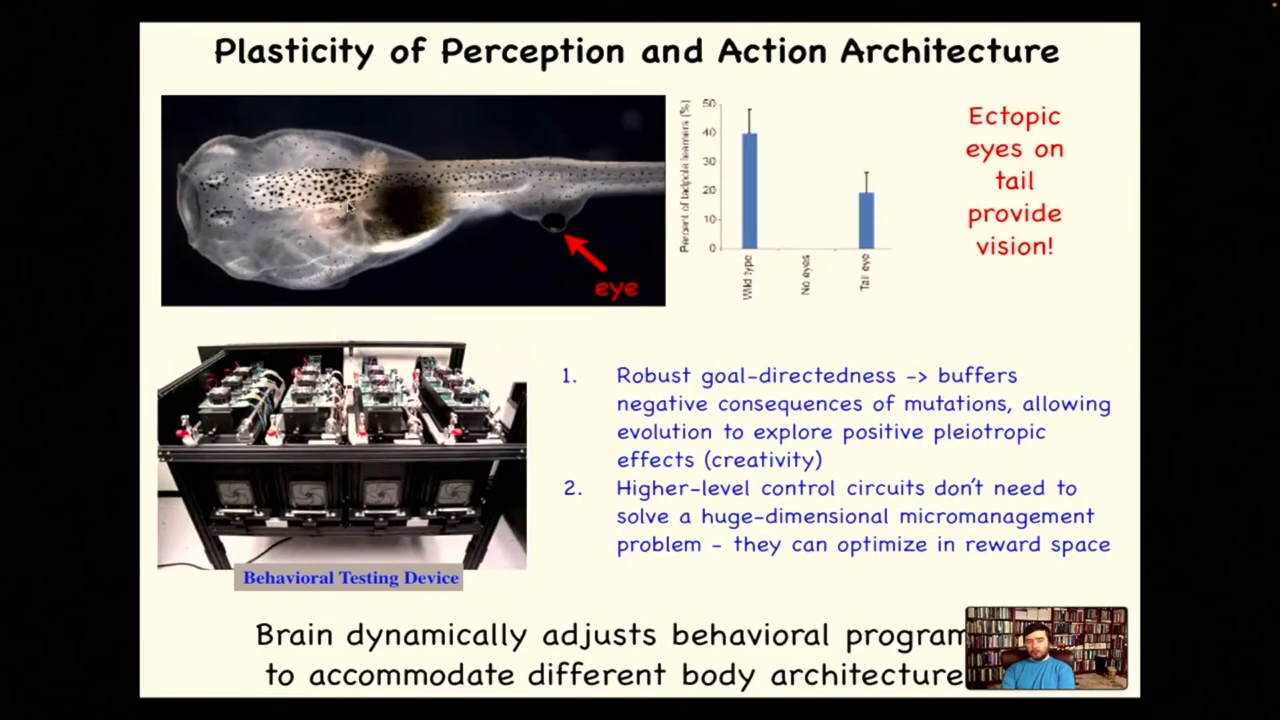 Plasticity of Perception and Action Architecture
eye
Percent of tadpole learners (%)
50
40
30
20
10
0
Wild type
No eyes
Tail eye
Ectopic
eyes on
tail
provide
vision!
Behavioral Testing Device
1. Robust goal-directedness -> buffers
negative consequences of mutations, allowing
evolution to explore positive pleiotropic
effects (creativity)
2. Higher-level control circuits don't need to
solve a huge-dimensional micromanagement
problem - they can optimize in reward space
Brain dynamically adjusts behavioral program
to accommodate different body architecture